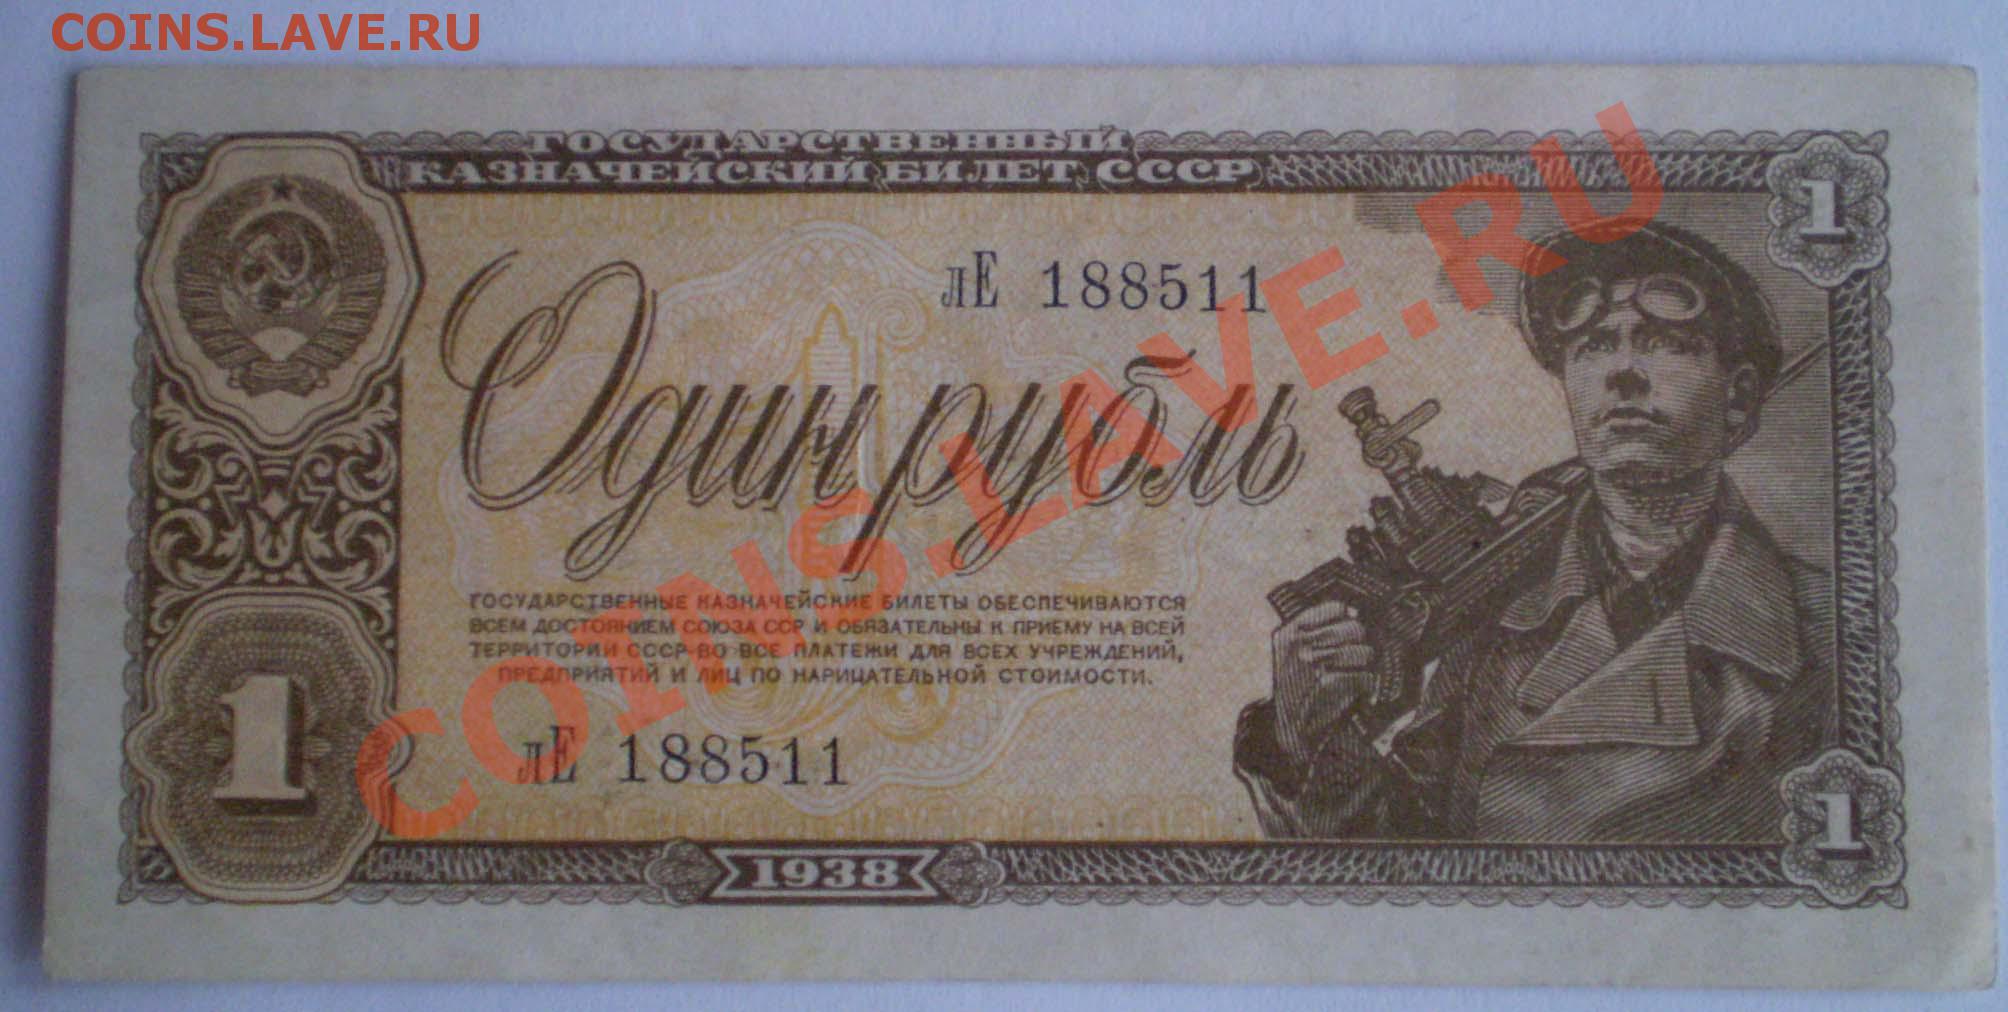 COINS.LAVE.RU
ГОСУДАРСТВЕННЫЙ
КАЗНАЧЕЙСКИЙ БИЛЕТ СССР
1
лЕ 188511
Один рубль
ГОСУДАРСТВЕННЫЕ КАЗНАЧЕЙСКИЕ БИЛЕТЫ ОБЕСПЕЧИВАЮТСЯ
ВСЕМ ДОСТОЯНИЕМ СОЮЗА ССР И ОБЯЗАТЕЛЬНЫ К ПРИЕМУ НА ВСЕЙ
ТЕРРИТОРИИ СССР ВО ВСЕ ПЛАТЕЖИ ДЛЯ ВСЕХ УЧРЕЖДЕНИЙ,
ПРЕДПРИЯТИЙ И ЛИЦ ПО НАРИЦАТЕЛЬНОЙ СТОИМОСТИ.
1
лЕ 188511
1
1938
COINS.LAVE.RU